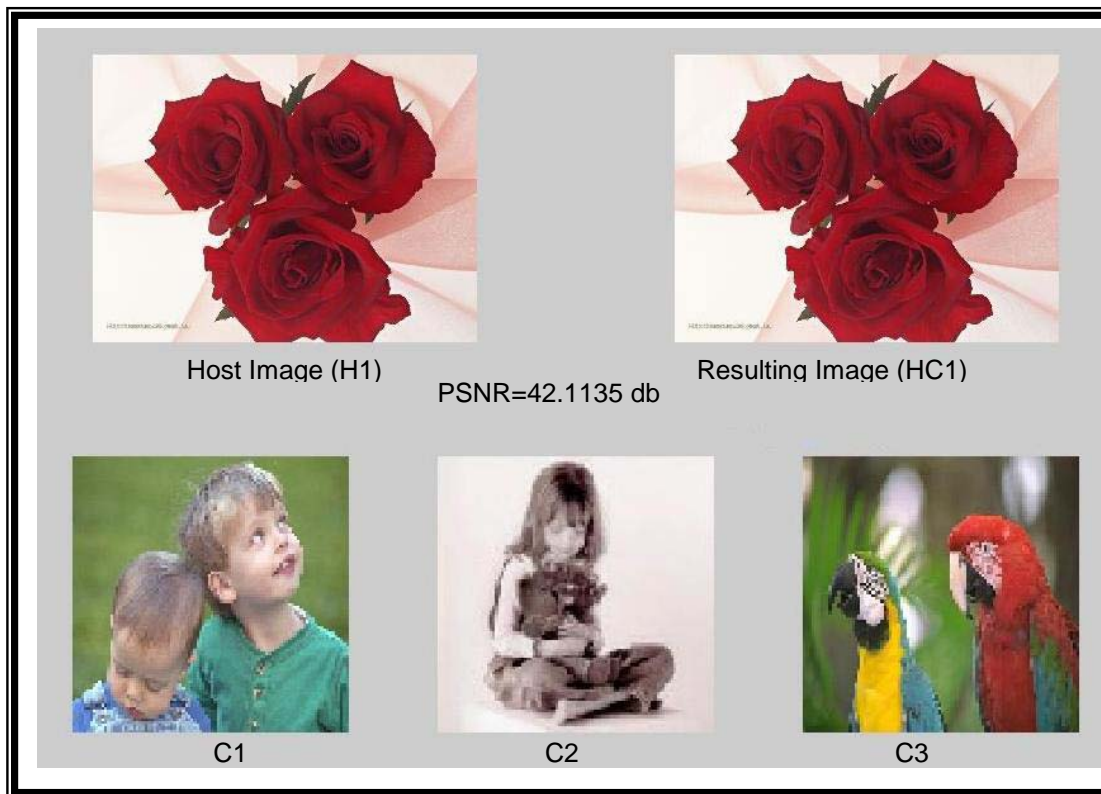 Host Image (H1)
Resulting Image (HC1)
PSNR=42.1135 db
C1
C2
C3